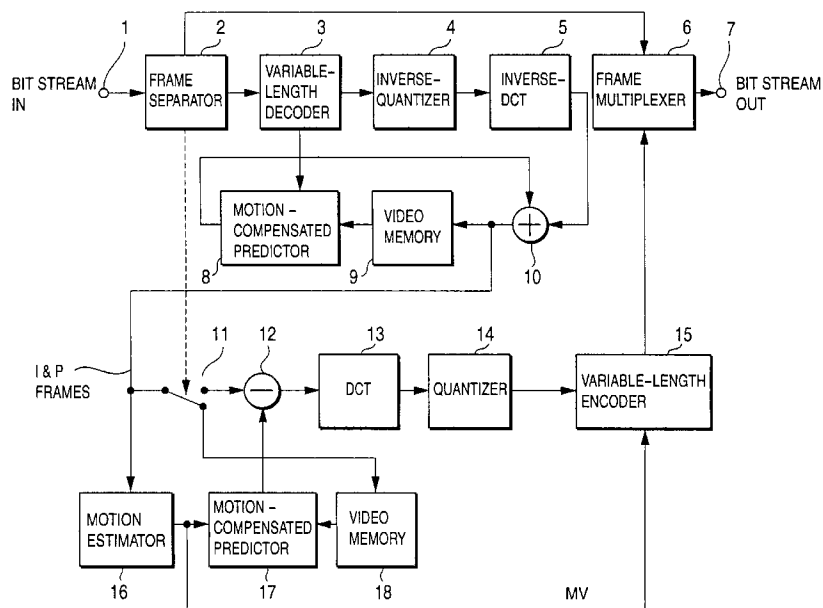 1
2
3
4
5
6
7
BIT STREAM
IN
FRAME
SEPARATOR
VARIABLE-
LENGTH
DECODER
INVERSE-
QUANTIZER
INVERSE-
DCT
FRAME
MULTIPLEXER
BIT STREAM
OUT
MOTION -
COMPENSATED
PREDICTOR
VIDEO
MEMORY
8
9
10
I & P
FRAMES
11
12
13
14
15
DCT
QUANTIZER
VARIABLE-LENGTH
ENCODER
MOTION
ESTIMATOR
MOTION -
COMPENSATED
PREDICTOR
VIDEO
MEMORY
16
17
18
MV